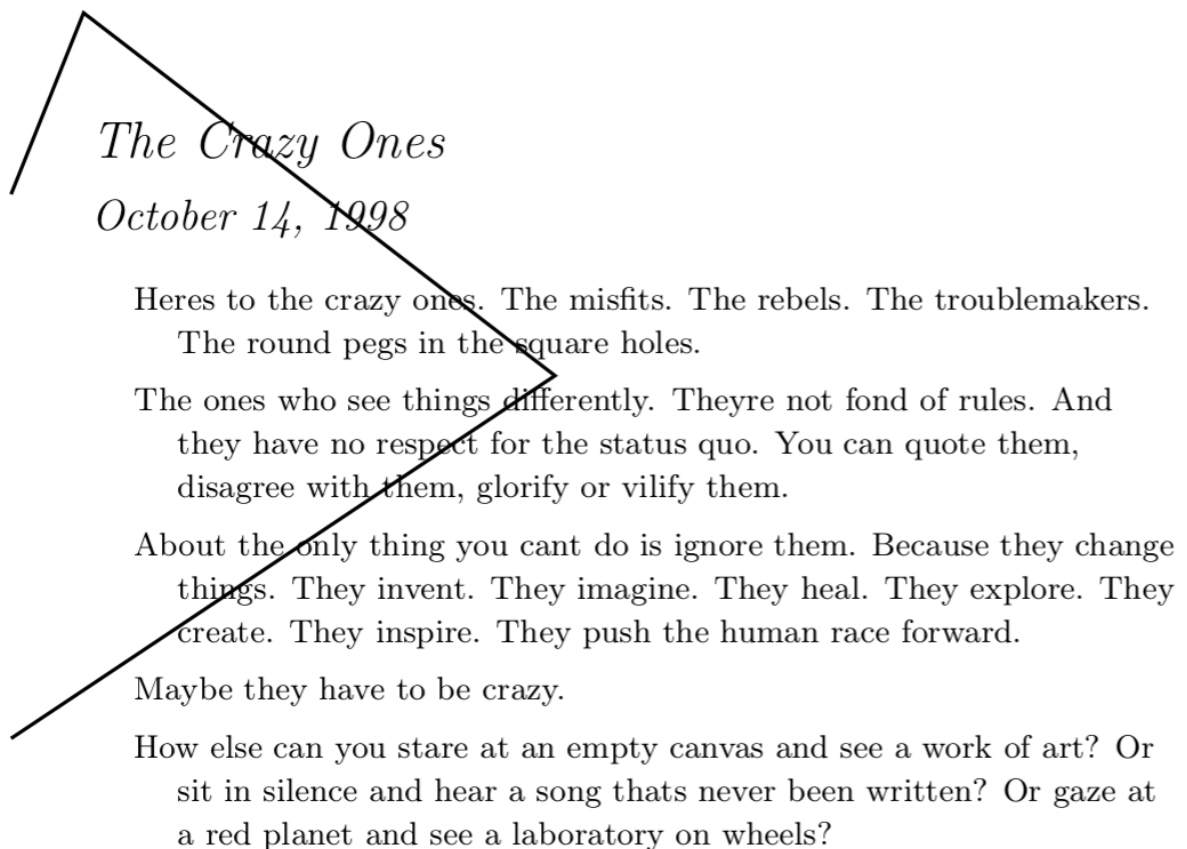 The Crazy Ones
October 14, 1998
Heres to the crazy ones. The misfits. The rebels. The troublemakers.
The round pegs in the square holes.
The ones who see things differently. Theyre not fond of rules. And
they have no respect for the status quo. You can quote them,
disagree with them, glorify or vilify them.
About the only thing you cant do is ignore them. Because they change
things. They invent. They imagine. They heal. They explore. They
create. They inspire. They push the human race forward.
Maybe they have to be crazy.
How else can you stare at an empty canvas and see a work of art? Or
sit in silence and hear a song thats never been written? Or gaze at
a red planet and see a laboratory on wheels?